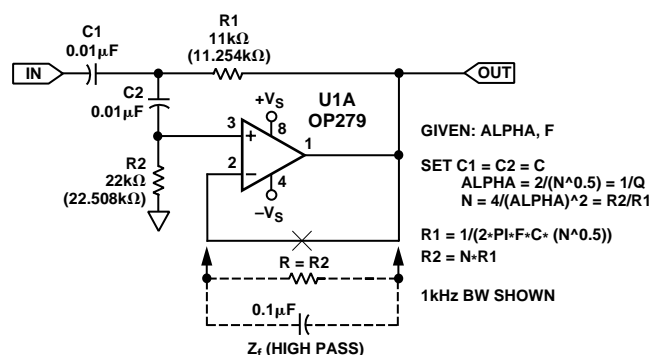 R1
11kΩ
(11.254kΩ)
C1
0.01μF
IN
OUT
C2
0.01μF
+VS
U1A
OP279
3
8
1
2
4
–VS
R2
22kΩ
(22.508kΩ)
GIVEN: ALPHA, F
SET C1 = C2 = C
ALPHA = 2/(N^0.5) = 1/Q
N = 4/(ALPHA)^2 = R2/R1
R1 = 1/(2*PI*F*C* (N^0.5))
R2 = N*R1
1kHz BW SHOWN
R = R2
0.1μF
Zf (HIGH PASS)